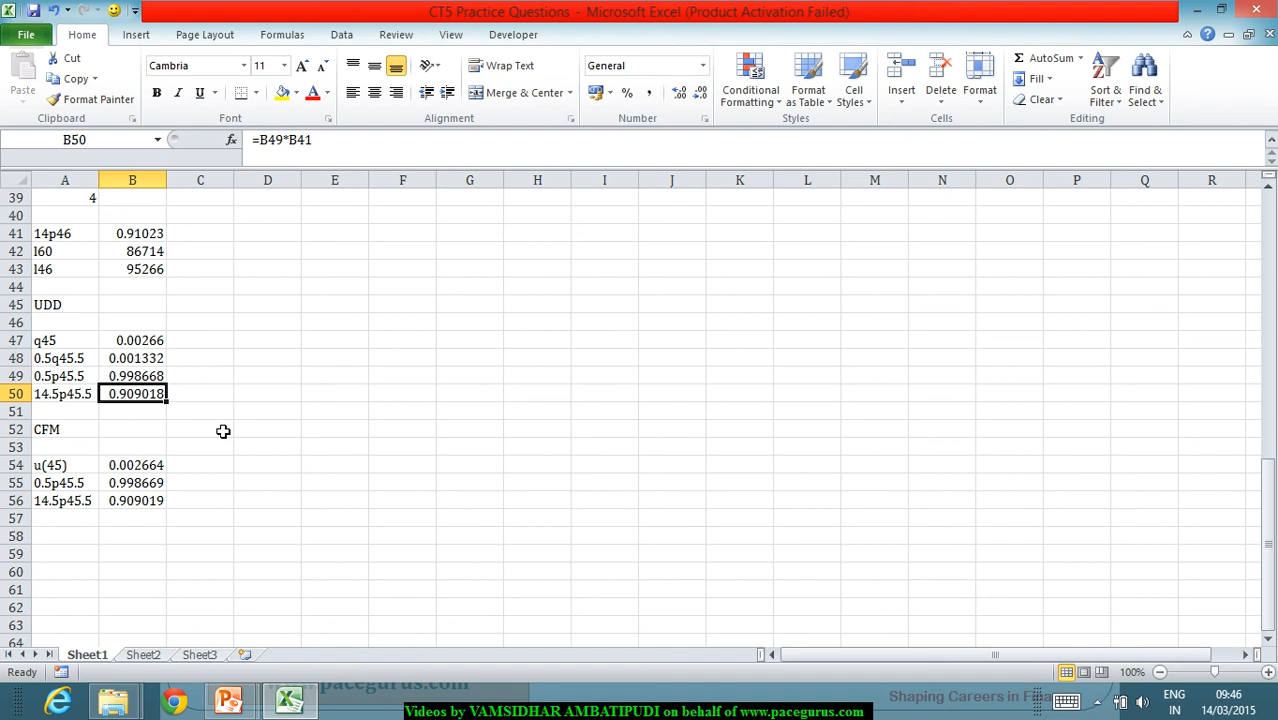 CT5 Practice Questions - Microsoft Excel (Product Activation Failed)
File Home Insert Page Layout Formulas Data Review View Developer
Paste
Cut
Copy
Format Painter
Clipboard
Cambria 11
B I U
Font
Wrap Text
Merge & Center
Alignment
General
Number
Conditional Formatting
Format as Table
Cell Styles
Styles
Insert Delete Format
Cells
AutoSum
Fill
Clear
Sort & Filter
Find & Select
Editing
B50 fx =B49*B41
A B C D E F G H I J K L M N O P Q R
39 4
40
41 14p46 0.91023
42 l60 86714
43 l46 95266
44
45 UDD
46
47 q45 0.00266
48 0.5q45.5 0.001332
49 0.5p45.5 0.998668
50 14.5p45.5 0.909018
51
52 CFM
53
54 u(45) 0.002664
55 0.5p45.5 0.998669
56 14.5p45.5 0.909019
57
58
59
60
61
62
63
64
Sheet1 Sheet2 Sheet3
Ready 100%
www.pacegurus.com
Shaping Careers in Fin
ENG
IN
09:46
14/03/2015
Videos by VAMSIDHAR AMBATIPUDI on behalf of www.pacegurus.com